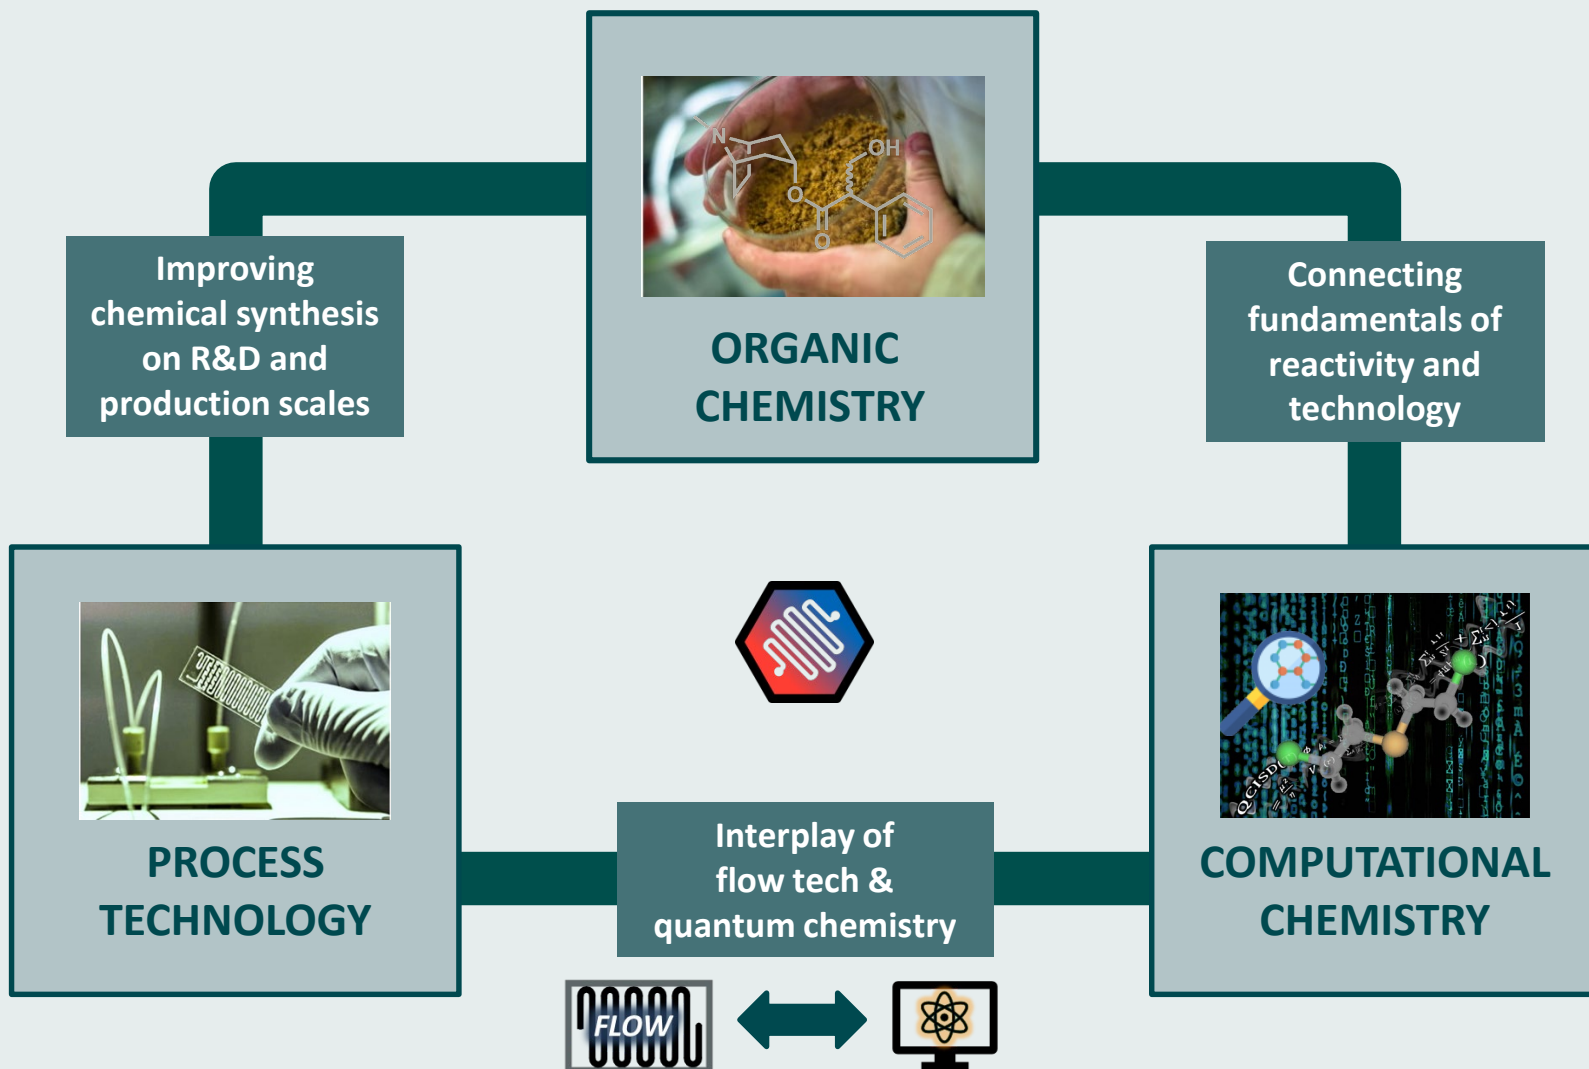 N
OH
O
O
ORGANIC
CHEMISTRY
Improving
chemical synthesis
on R&D and
production scales
Connecting
fundamentals of
reactivity and
technology
PROCESS
TECHNOLOGY
QCISD(
COMPUTATIONAL
CHEMISTRY
Interplay of
flow tech &
quantum chemistry
FLOW